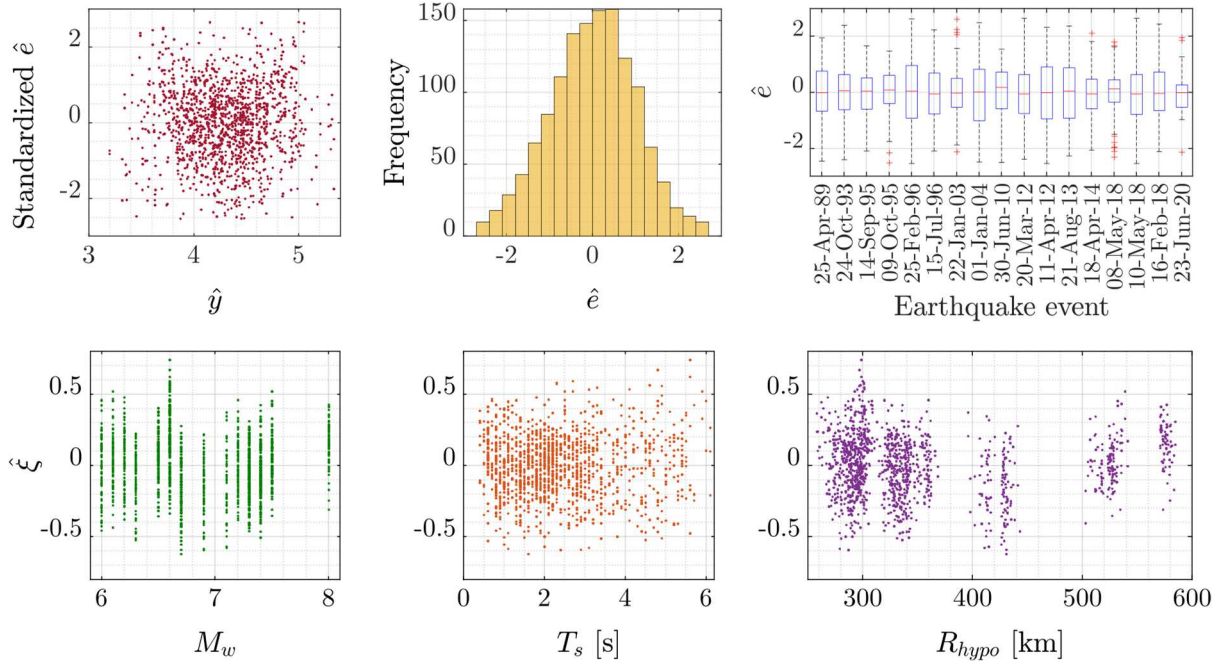 Standardized ê
2
0
-2
3
4
5
ŷ
Frequency
150
100
50
0
-2
0
2
ê
ê
2
0
-2
25-Apr-89
24-Oct-93
14-Sep-95
09-Oct-95
25-Feb-96
15-Jul-96
22-Jan-03
01-Jan-04
30-Jun-10
20-Mar-12
11-Apr-12
21-Aug-13
18-Apr-14
08-May-18
10-May-18
16-Feb-18
23-Jun-20
Earthquake event
ξ̂
0.5
0
-0.5
6
7
8
M_w
0.5
0
-0.5
0
2
4
6
T_s [s]
0.5
0
-0.5
300
400
500
600
R_hypo [km]